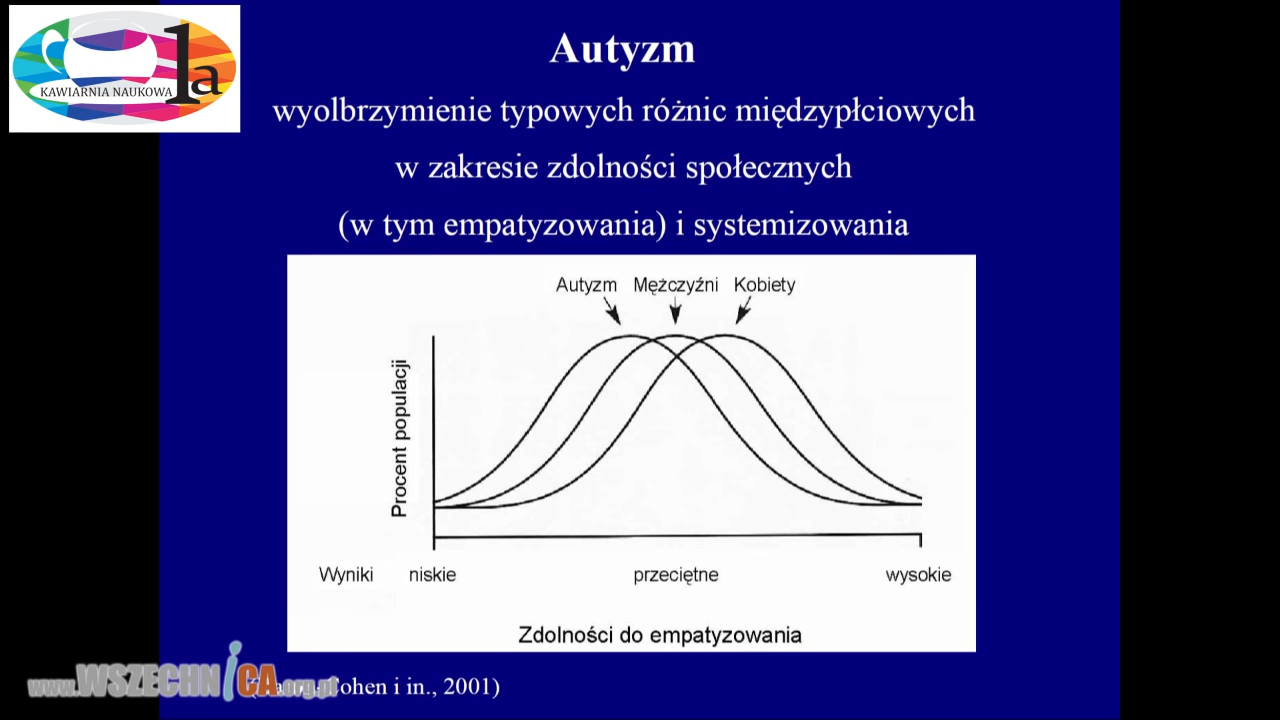 KAWIARNIA NAUKOWA 1a
Autyzm
wyolbrzymienie typowych różnic międzypłciowych
w zakresie zdolności społecznych
(w tym empatyzowania) i systemizowania
Autyzm Mężczyźni Kobiety
Procent populacji
Wyniki niskie przeciętne wysokie
Zdolności do empatyzowania
www.WSZECHNICA.org.pl
Cohen i in., 2001)